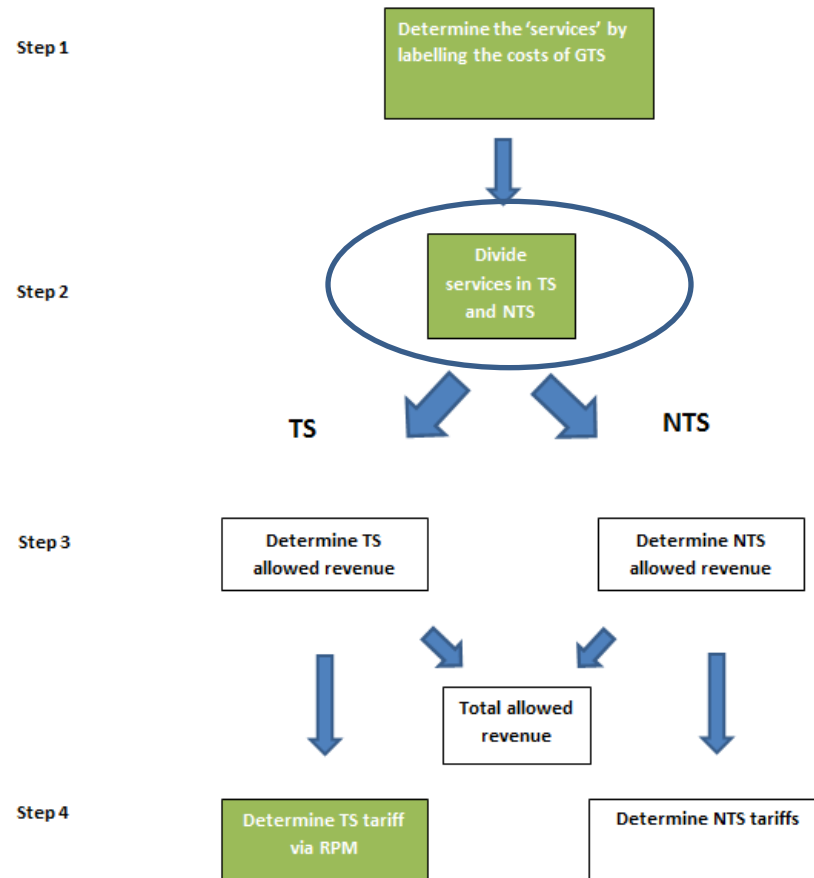 Step 1
Determine the ‘services’ by
labelling the costs of GTS
Step 2
Divide
services in TS
and NTS
TS
NTS
Step 3
Determine TS
allowed revenue
Determine NTS
allowed revenue
Total allowed
revenue
Step 4
Determine TS tariff
via RPM
Determine NTS tariffs